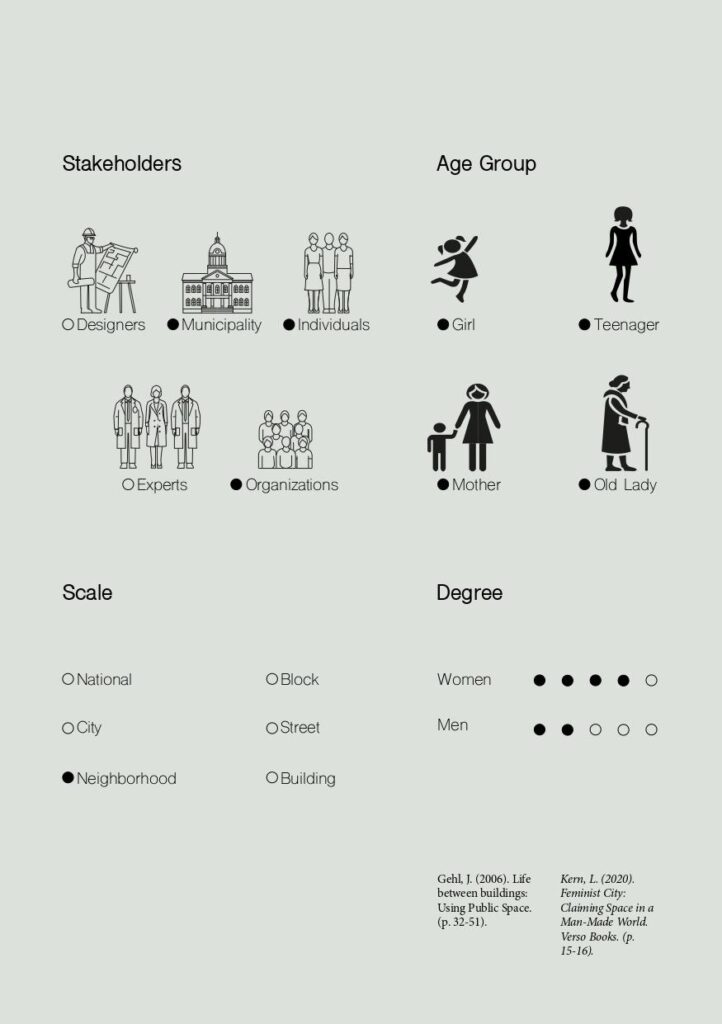 Stakeholders
Age Group
Designers
Municipality
Individuals
Girl
Teenager
Experts
Organizations
Mother
Old Lady
Scale
Degree
National
Block
Women
City
Street
Men
Neighborhood
Building
Gehl, J. (2006). Life
between buildings:
Using Public Space.
(p. 32-51).
Kern, L. (2020).
Feminist City:
Claiming Space in a
Man-Made World.
Verso Books. (p.
15-16).